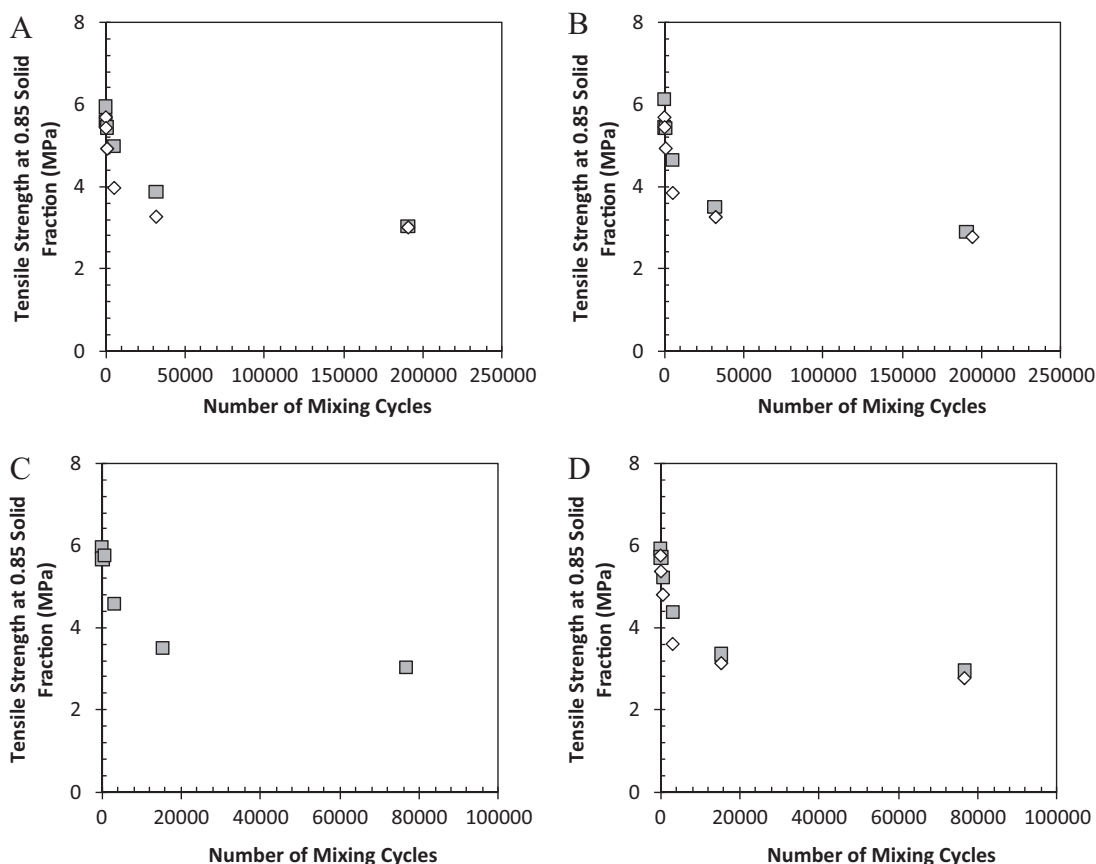 A
Tensile Strength at 0.85 Solid
Fraction (MPa)
8
6
4
2
0
0 50000 100000 150000 200000 250000
Number of Mixing Cycles
B
Tensile Strength at 0.85 Solid
Fraction (MPa)
8
6
4
2
0
0 50000 100000 150000 200000 250000
Number of Mixing Cycles
C
Tensile Strength at 0.85 Solid
Fraction (MPa)
8
6
4
2
0
0 20000 40000 60000 80000 100000
Number of Mixing Cycles
D
Tensile Strength at 0.85 Solid
Fraction (MPa)
8
6
4
2
0
0 20000 40000 60000 80000 100000
Number of Mixing Cycles